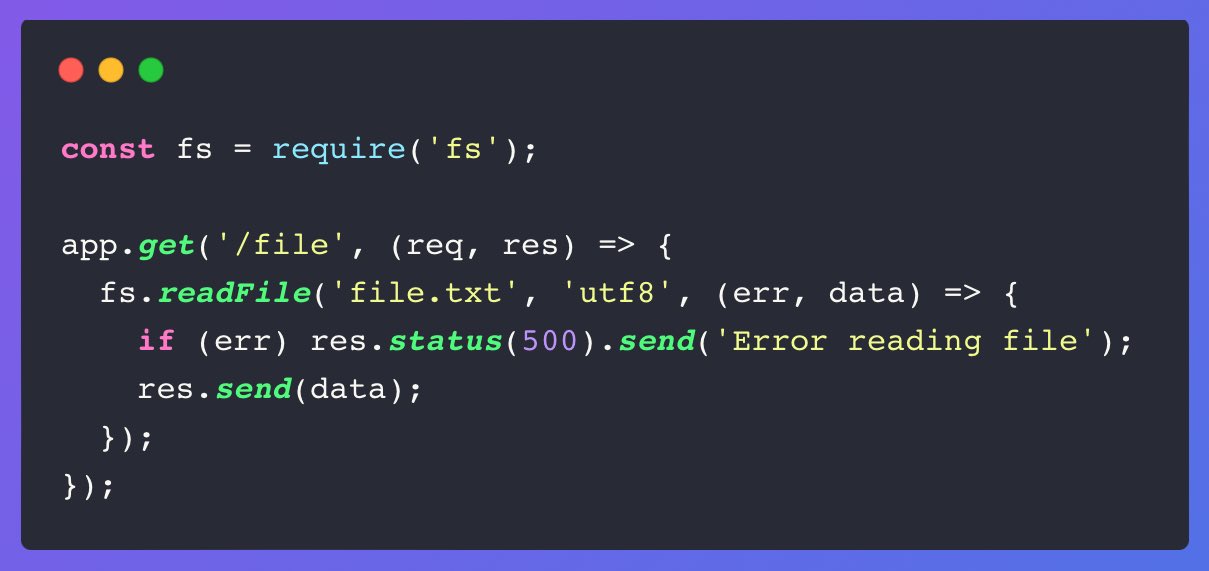 const fs = require('fs');

app.get('/file', (req, res) => {
  fs.readFile('file.txt', 'utf8', (err, data) => {
    if (err) res.status(500).send('Error reading file');
    res.send(data);
  });
});